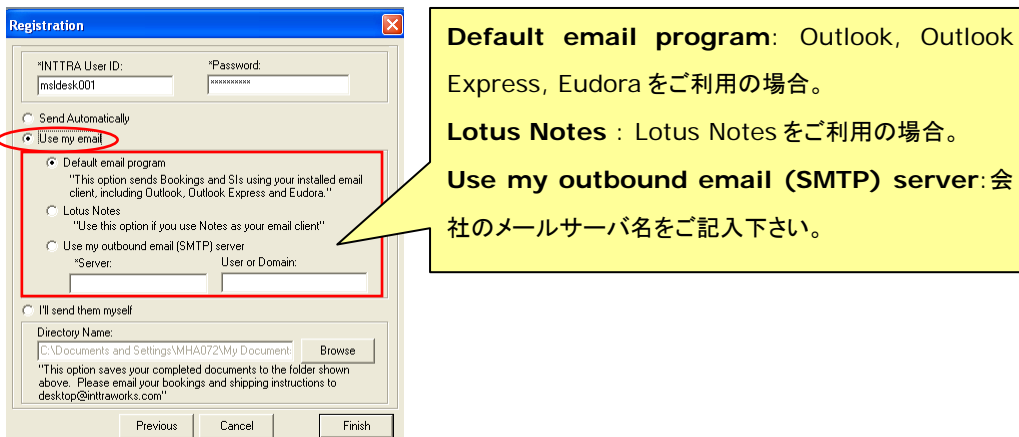 Registration
*INTTRA User ID:
*Password:
msldesk001
xxxxxxxxxx
Send Automatically
Use my email
Default email program
"This option sends Bookings and SIs using your installed email
client, including Outlook, Outlook Express and Eudora."
Lotus Notes
"Use this option if you use Notes as your email client"
Use my outbound email (SMTP) server
*Server:
User or Domain:
I'll send them myself
Directory Name:
C:\Documents and Settings\MHA072\My Document
Browse
"This option saves your completed documents to the folder shown
above. Please email your bookings and shipping instructions to
desktop@inttraworks.com"
Previous
Cancel
Finish
Default email program: Outlook, Outlook
Express, Eudora をご利用の場合。
Lotus Notes : Lotus Notes をご利用の場合。
Use my outbound email (SMTP) server:会
社のメールサーバ名をご記入下さい。